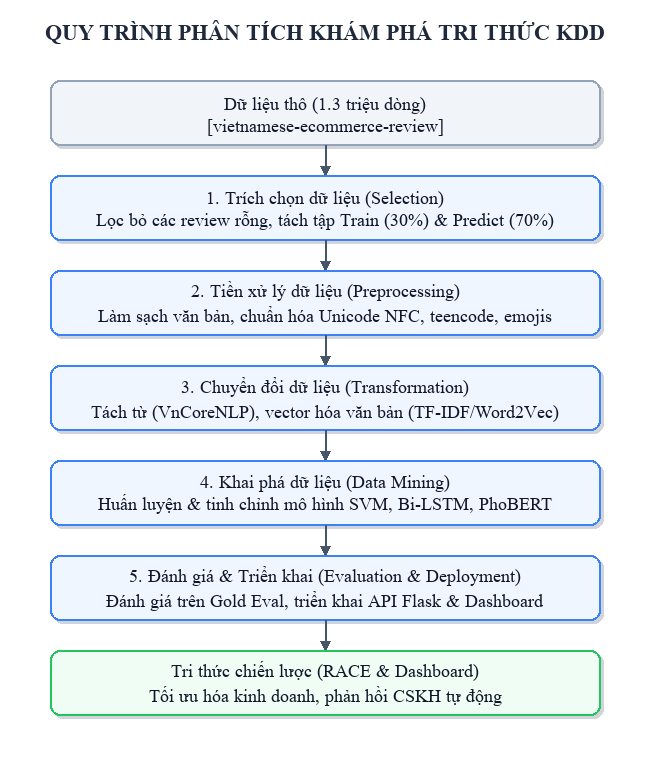 QUY TRÌNH PHÂN TÍCH KHÁM PHÁ TRI THỨC KDD
Dữ liệu thô (1.3 triệu dòng)
[vietnamese-ecommerce-review]
1. Trích chọn dữ liệu (Selection)
Lọc bỏ các review rỗng, tách tập Train (30%) & Predict (70%)
2. Tiền xử lý dữ liệu (Preprocessing)
Làm sạch văn bản, chuẩn hóa Unicode NFC, teencode, emojis
3. Chuyển đổi dữ liệu (Transformation)
Tách từ (VnCoreNLP), vector hóa văn bản (TF-IDF/Word2Vec)
4. Khai phá dữ liệu (Data Mining)
Huấn luyện & tinh chỉnh mô hình SVM, Bi-LSTM, PhoBERT
5. Đánh giá & Triển khai (Evaluation & Deployment)
Đánh giá trên Gold Eval, triển khai API Flask & Dashboard
Tri thức chiến lược (RACE & Dashboard)
Tối ưu hóa kinh doanh, phản hồi CSKH tự động